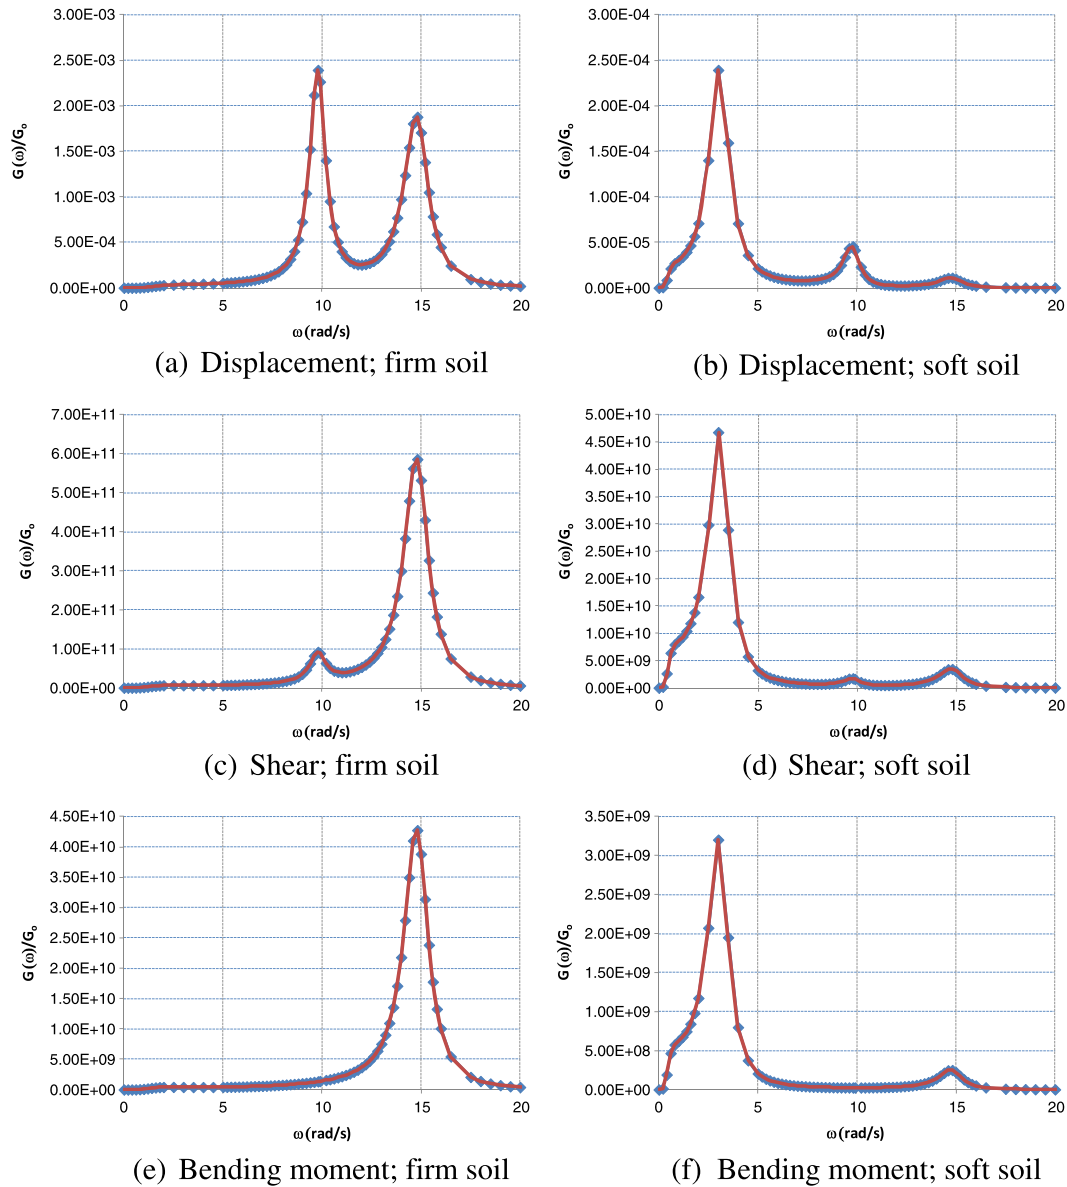 3.00E-03
2.50E-03
2.00E-03
1.50E-03
1.00E-03
5.00E-04
0.00E+00
G (ω)/Gₒ
0 5 10 15 20
ω (rad/s)
(a) Displacement; firm soil
3.00E-04
2.50E-04
2.00E-04
1.50E-04
1.00E-04
5.00E-05
0.00E+00
G (ω)/Gₒ
0 5 10 15 20
ω (rad/s)
(b) Displacement; soft soil
7.00E+11
6.00E+11
5.00E+11
4.00E+11
3.00E+11
2.00E+11
1.00E+11
0.00E+00
G (ω)/Gₒ
0 5 10 15 20
ω (rad/s)
(c) Shear; firm soil
5.00E+10
4.50E+10
4.00E+10
3.50E+10
3.00E+10
2.50E+10
2.00E+10
1.50E+10
1.00E+10
5.00E+09
0.00E+00
G (ω)/Gₒ
0 5 10 15 20
ω (rad/s)
(d) Shear; soft soil
4.50E+10
4.00E+10
3.50E+10
3.00E+10
2.50E+10
2.00E+10
1.50E+10
1.00E+10
5.00E+09
0.00E+00
G (ω)/Gₒ
0 5 10 15 20
ω (rad/s)
(e) Bending moment; firm soil
3.50E+09
3.00E+09
2.50E+09
2.00E+09
1.50E+09
1.00E+09
5.00E+08
0.00E+00
G (ω)/Gₒ
0 5 10 15 20
ω (rad/s)
(f) Bending moment; soft soil